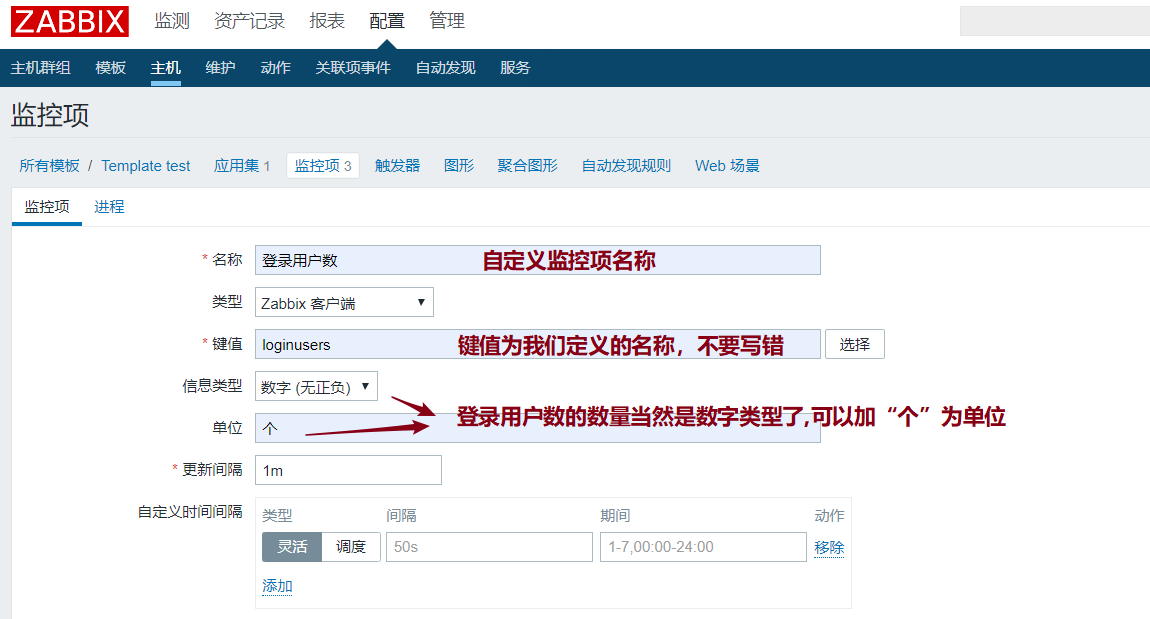 ZABBIX 监测 资产记录 报表 配置 管理
主机群组 模板 主机 维护 动作 关联项事件 自动发现 服务
监控项
所有模板 / Template test 应用集 1 监控项 3 触发器 图形 聚合图形 自动发现规则 Web 场景
监控项 进程
* 名称 登录用户数 自定义监控项名称
类型 Zabbix 客户端
* 键值 loginusers 键值为我们定义的名称，不要写错 选择
信息类型 数字 (无正负)
登录用户数的数量当然是数字类型了,可以加“个”为单位
单位 个
* 更新间隔 1m
自定义时间间隔 类型 间隔 期间 动作
灵活 调度 50s 1-7,00:00-24:00 移除
添加